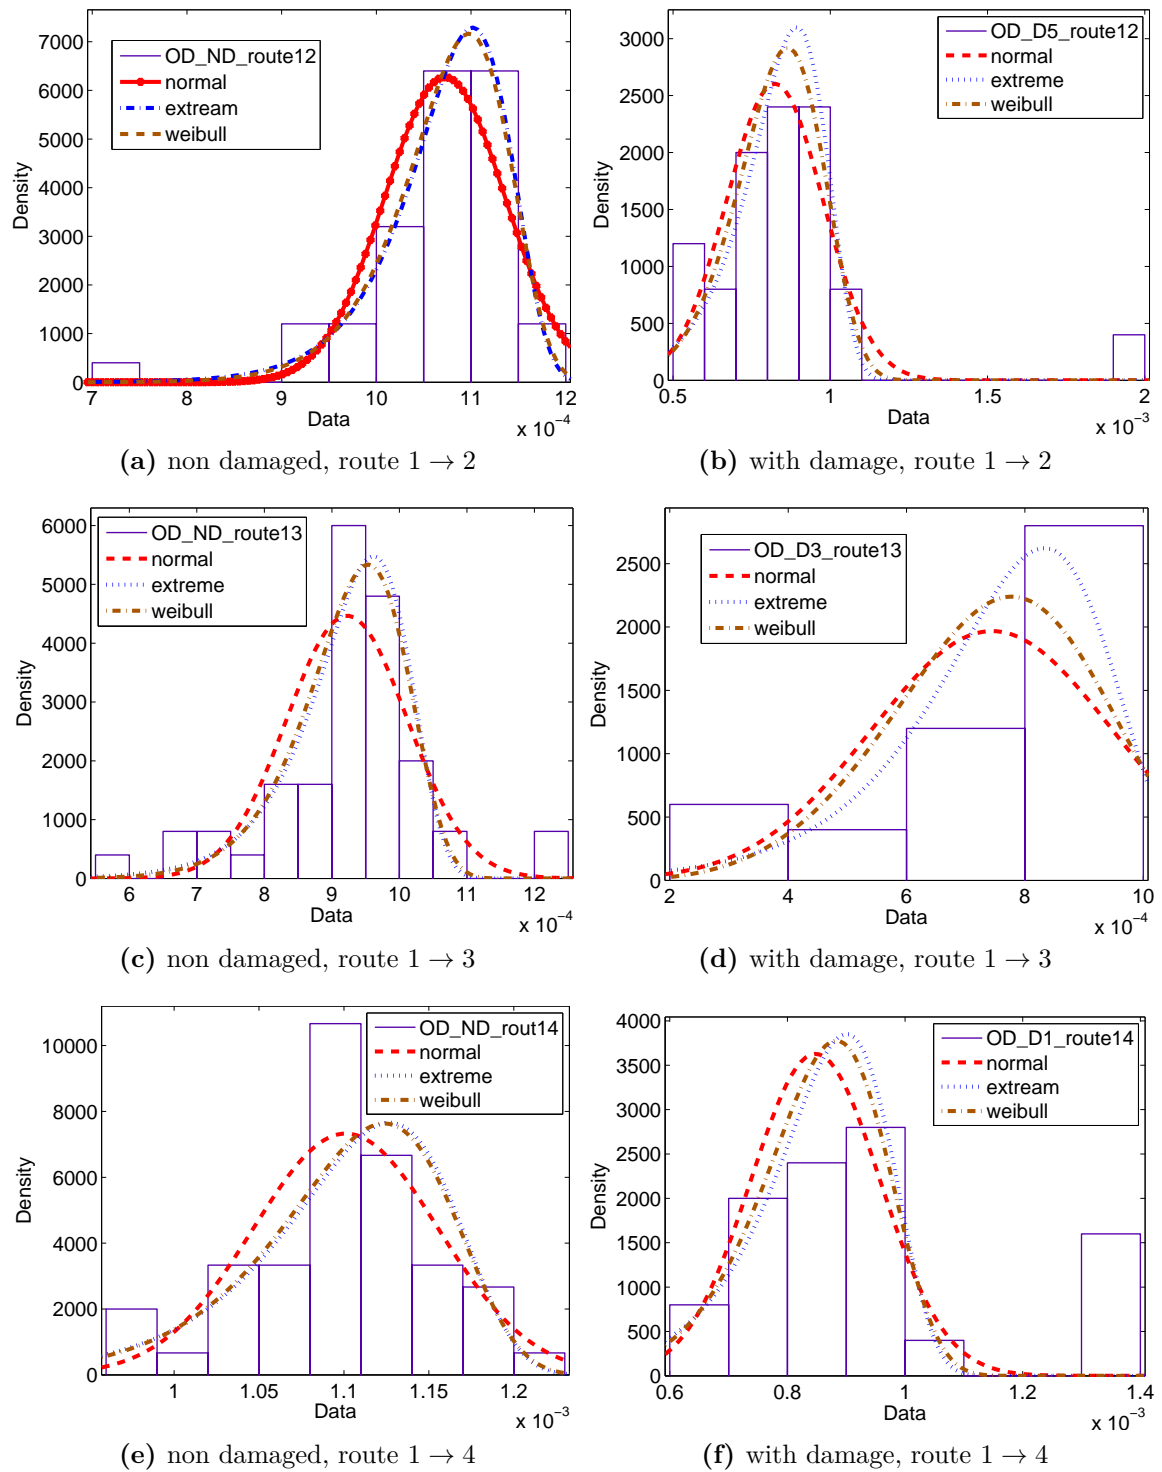 7000
6000
5000
4000
3000
2000
1000
0
Density
OD_ND_route12
normal
extream
weibull
7 8 9 10 11 12
Data
x 10⁻⁴
(a) non damaged, route 1 → 2
3000
2500
2000
1500
1000
500
0
Density
OD_D5_route12
normal
extreme
weibull
0.5 1 1.5 2
Data
x 10⁻³
(b) with damage, route 1 → 2
6000
5000
4000
3000
2000
1000
0
Density
OD_ND_route13
normal
extreme
weibull
6 7 8 9 10 11 12
Data
x 10⁻⁴
(c) non damaged, route 1 → 3
2500
2000
1500
1000
500
0
Density
OD_D3_route13
normal
extreme
weibull
2 4 6 8 10
Data
x 10⁻⁴
(d) with damage, route 1 → 3
10000
8000
6000
4000
2000
0
Density
OD_ND_rout14
normal
extreme
weibull
1 1.05 1.1 1.15 1.2
Data
x 10⁻³
(e) non damaged, route 1 → 4
4000
3500
3000
2500
2000
1500
1000
500
0
Density
OD_D1_route14
normal
extream
weibull
0.6 0.8 1 1.2 1.4
Data
x 10⁻³
(f) with damage, route 1 → 4